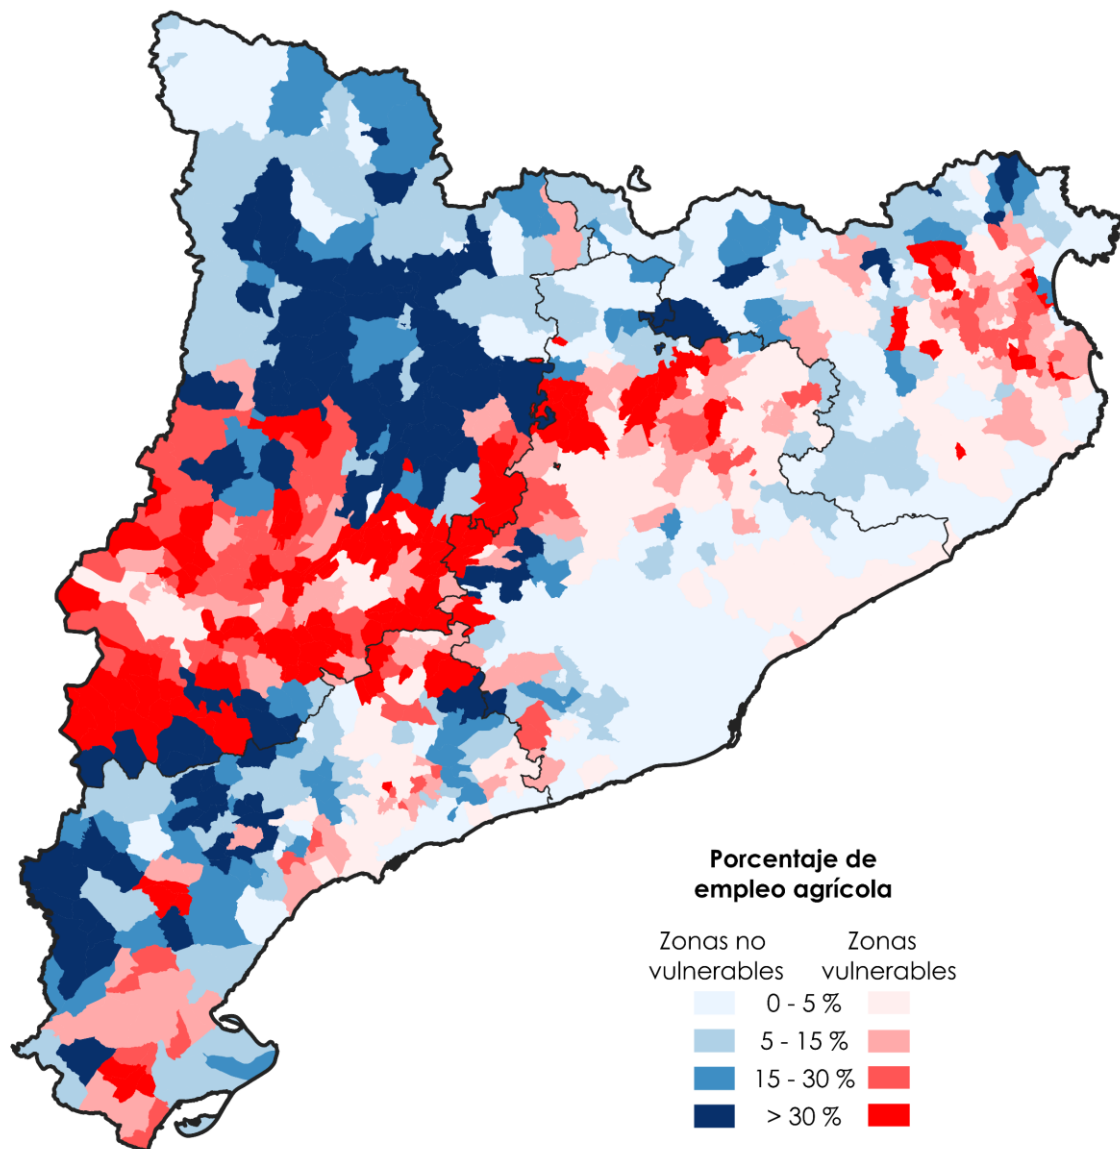 Porcentaje de
empleo agrícola
Zonas no vulnerables
Zonas vulnerables
0 - 5 %
5 - 15 %
15 - 30 %
> 30 %